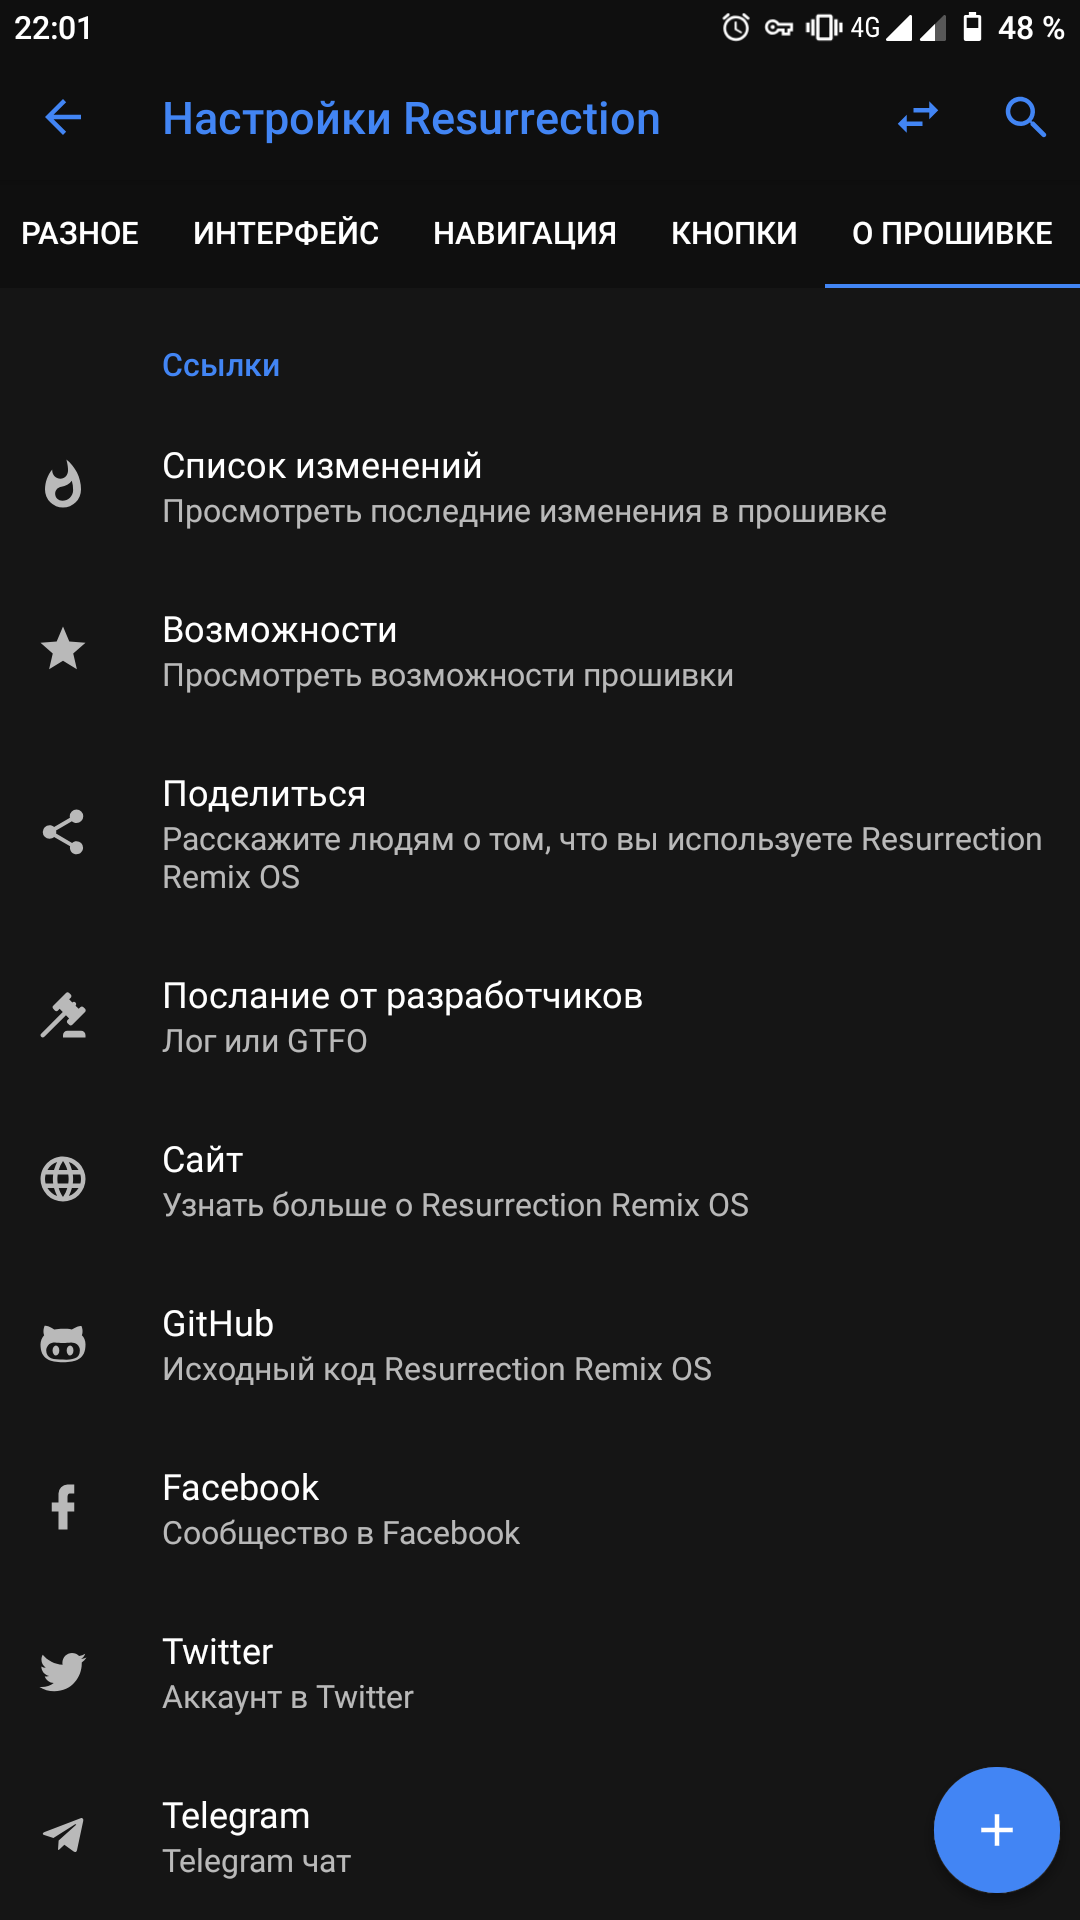 22:01
4G
48 %
Настройки Resurrection
РАЗНОЕ
ИНТЕРФЕЙС
НАВИГАЦИЯ
КНОПКИ
О ПРОШИВКЕ
Ссылки
Список изменений
Просмотреть последние изменения в прошивке
Возможности
Просмотреть возможности прошивки
Поделиться
Расскажите людям о том, что вы используете Resurrection
Remix OS
Послание от разработчиков
Лог или GTFO
Сайт
Узнать больше о Resurrection Remix OS
GitHub
Исходный код Resurrection Remix OS
Facebook
Сообщество в Facebook
Twitter
Аккаунт в Twitter
Telegram
Telegram чат